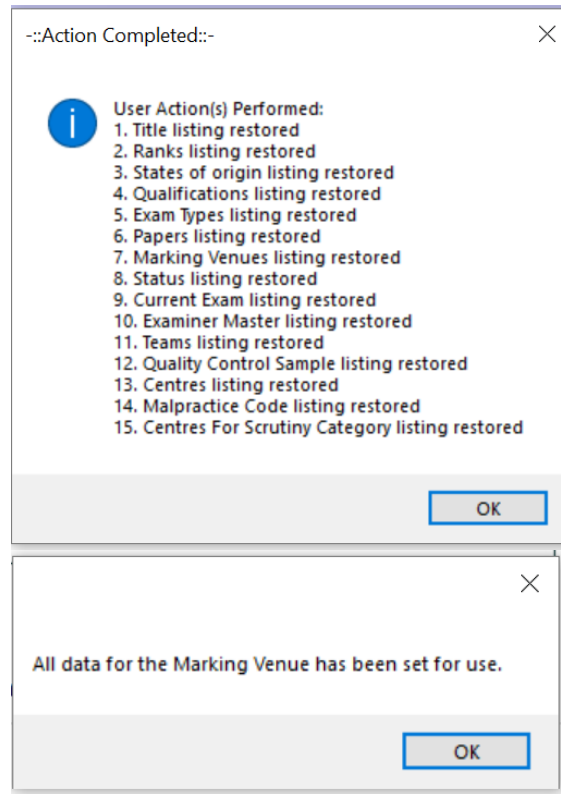 -::Action Completed::-
User Action(s) Performed:
1. Title listing restored
2. Ranks listing restored
3. States of origin listing restored
4. Qualifications listing restored
5. Exam Types listing restored
6. Papers listing restored
7. Marking Venues listing restored
8. Status listing restored
9. Current Exam listing restored
10. Examiner Master listing restored
11. Teams listing restored
12. Quality Control Sample listing restored
13. Centres listing restored
14. Malpractice Code listing restored
15. Centres For Scrutiny Category listing restored
OK
All data for the Marking Venue has been set for use.
OK